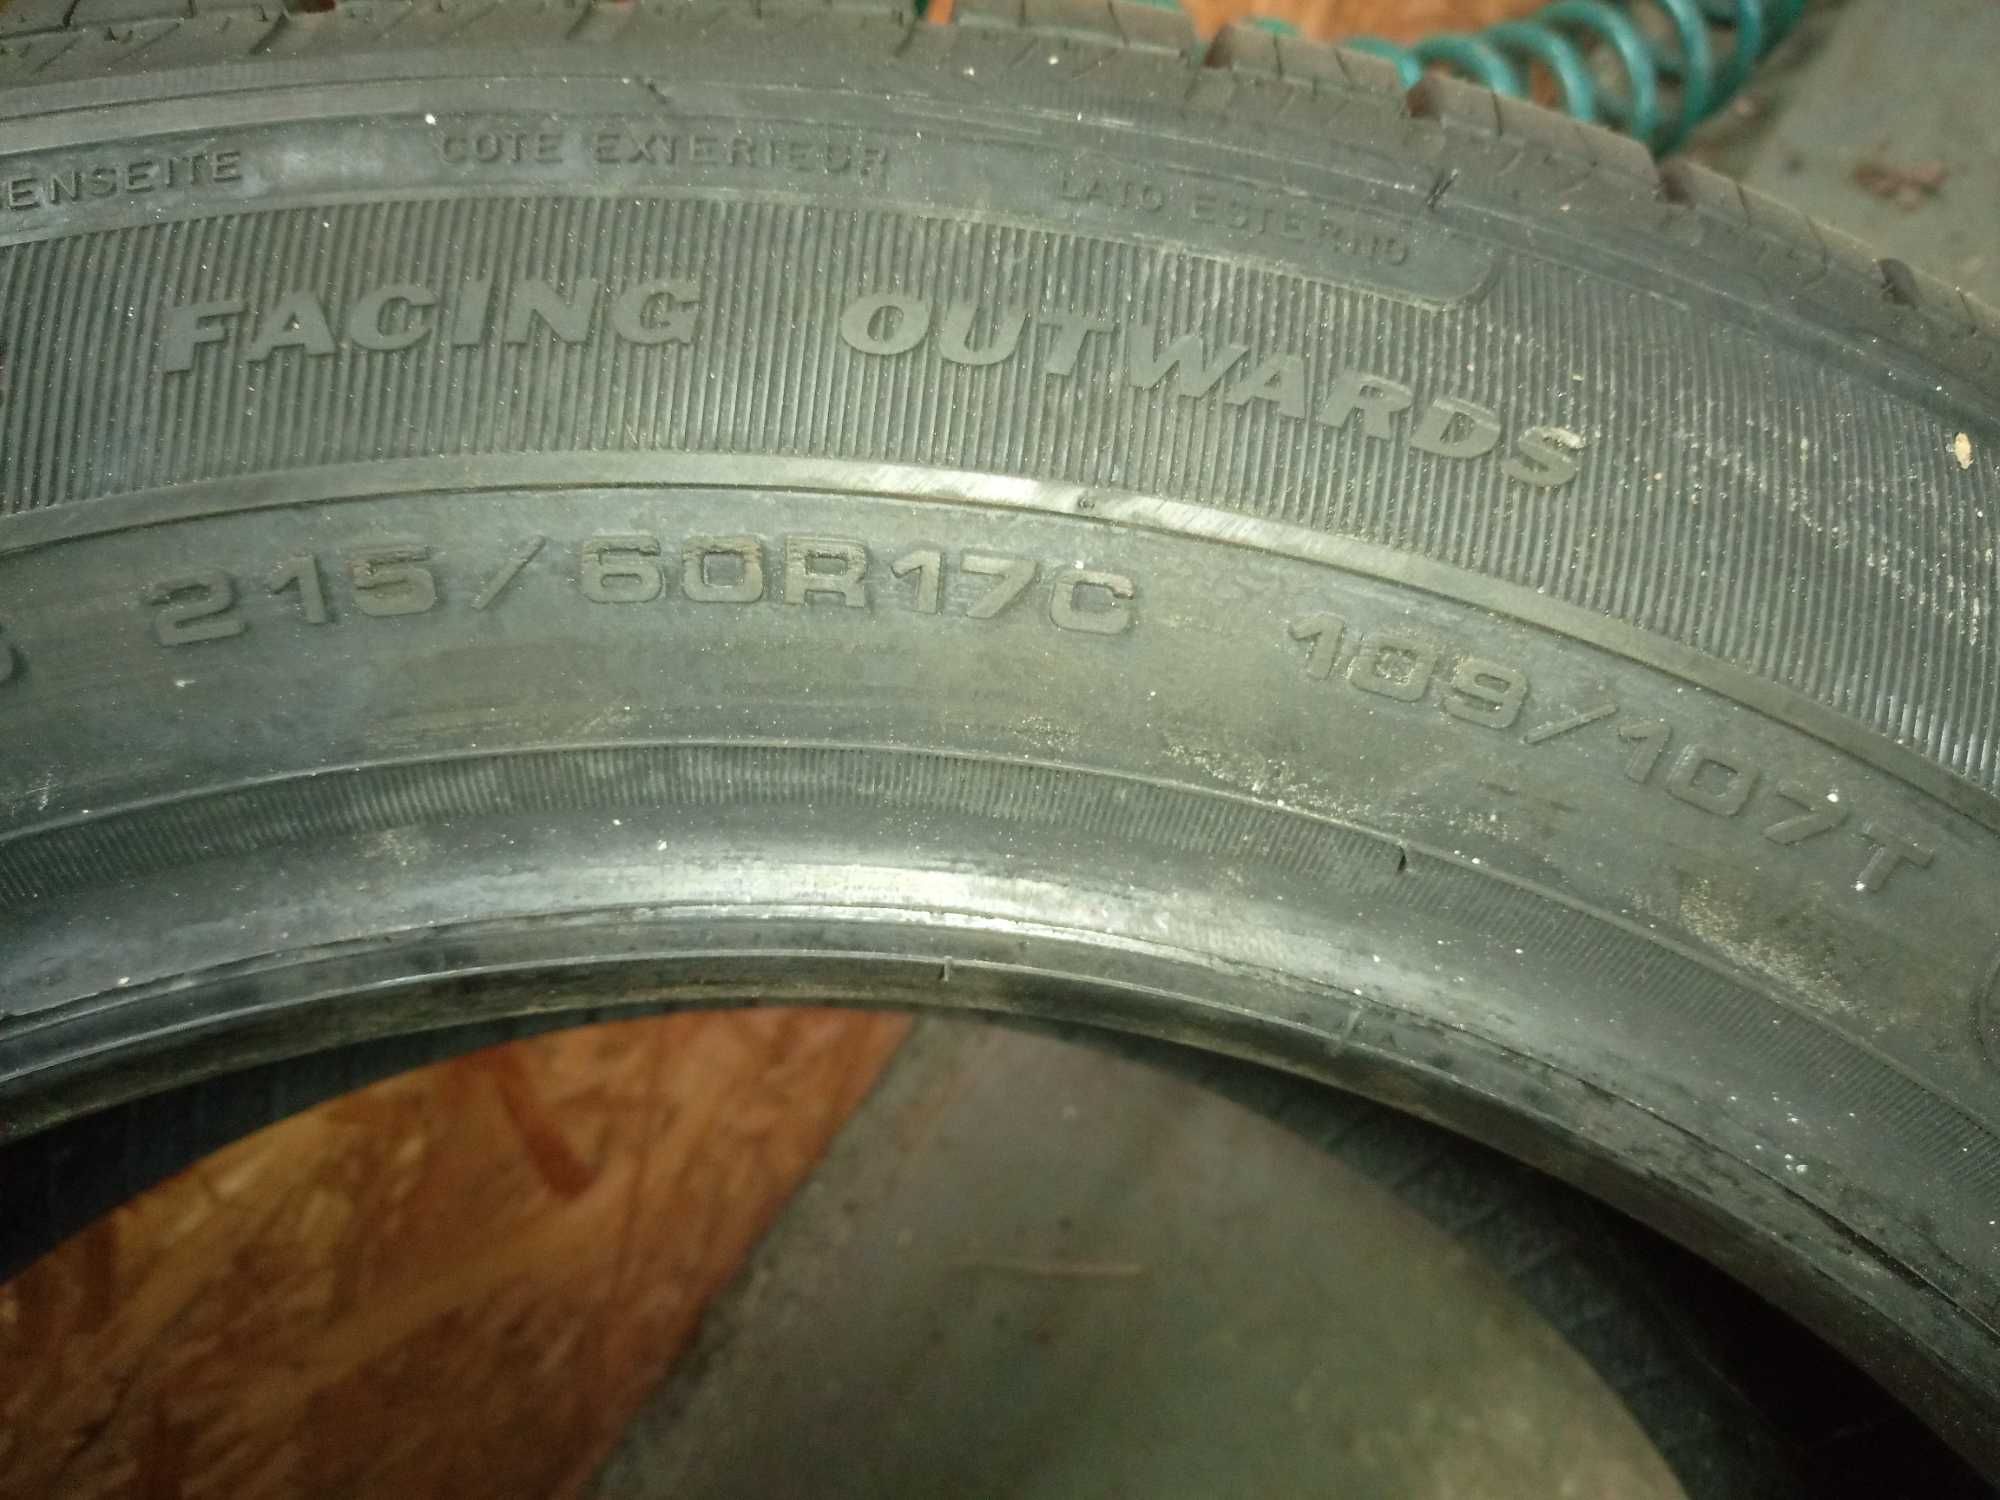 ENSEITE COTE EXTERIEUR LATO ESTERNO
FACING OUTWARDS
215/60R17C 109/107T